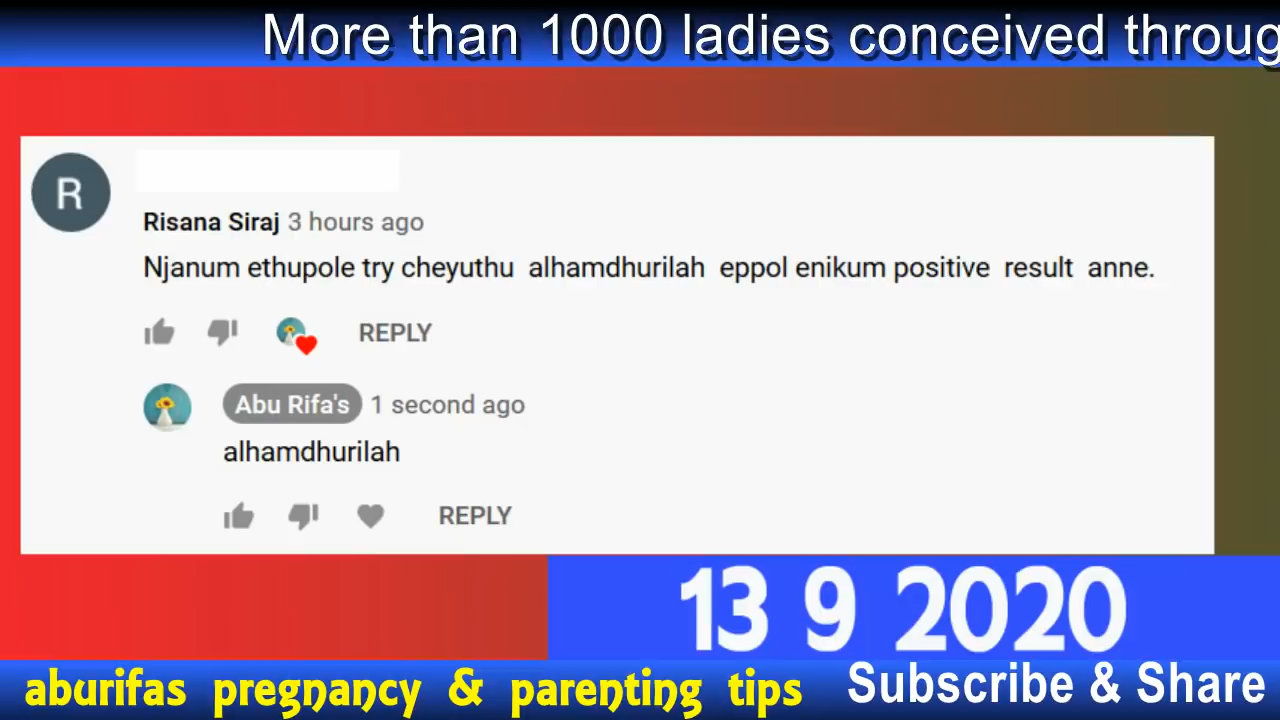 More than 1000 ladies conceived throug
R
Risana Siraj 3 hours ago
Njanum ethupole try cheyuthu alhamdhurilah eppol enikum positive result anne.
REPLY
Abu Rifa's 1 second ago
alhamdhurilah
REPLY
13 9 2020
aburifas pregnancy & parenting tips Subscribe & Share